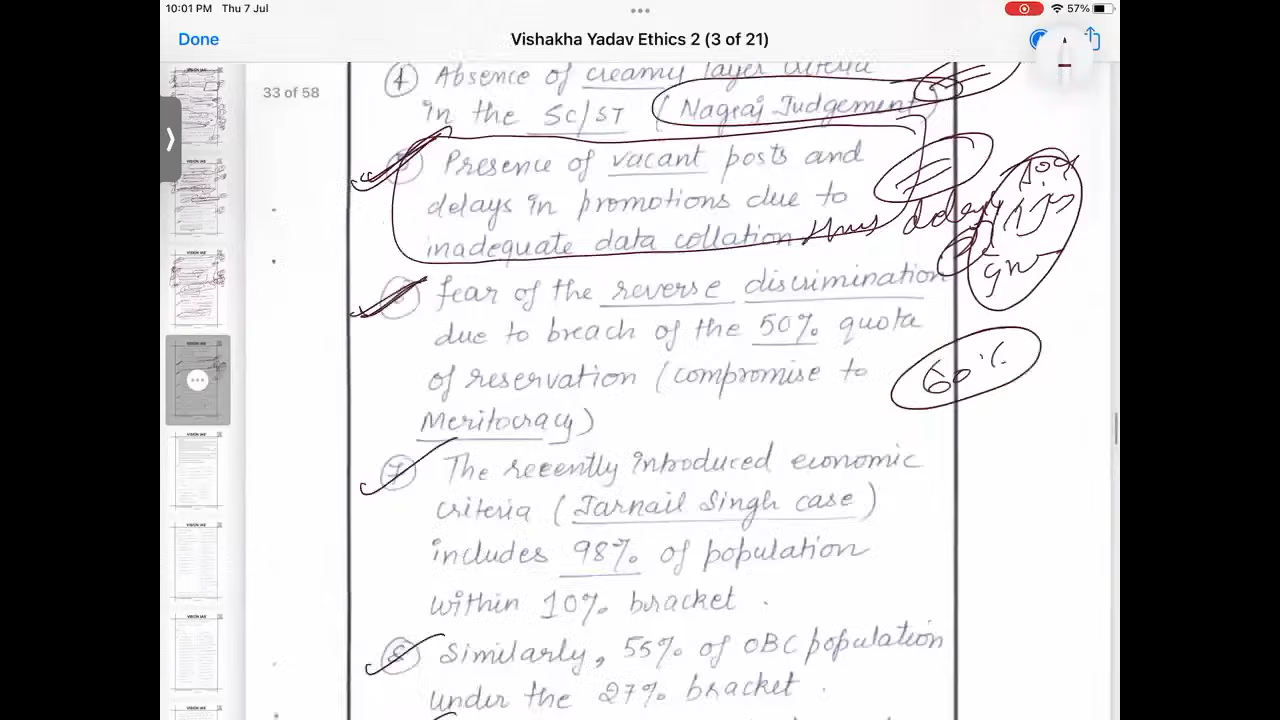 10:01 PM Thu 7 Jul
57%
Done
Vishakha Yadav Ethics 2 (3 of 21)
33 of 58
④ Absence of creamy layer criteria
in the SC/ST (Nagraj Judgement)
Presence of vacant posts and
delays in promotions due to
inadequate data collation thus delay
fear of the reverse discrimination
due to breach of the 50% quota
60%
of reservation (compromise to
Meritocracy)
⑦ The recently introduced economic
criteria (Jarnail Singh case)
includes 98% of population
within 10% bracket.
⑧ Similarly, 55% of OBC population
under the 27% bracket.